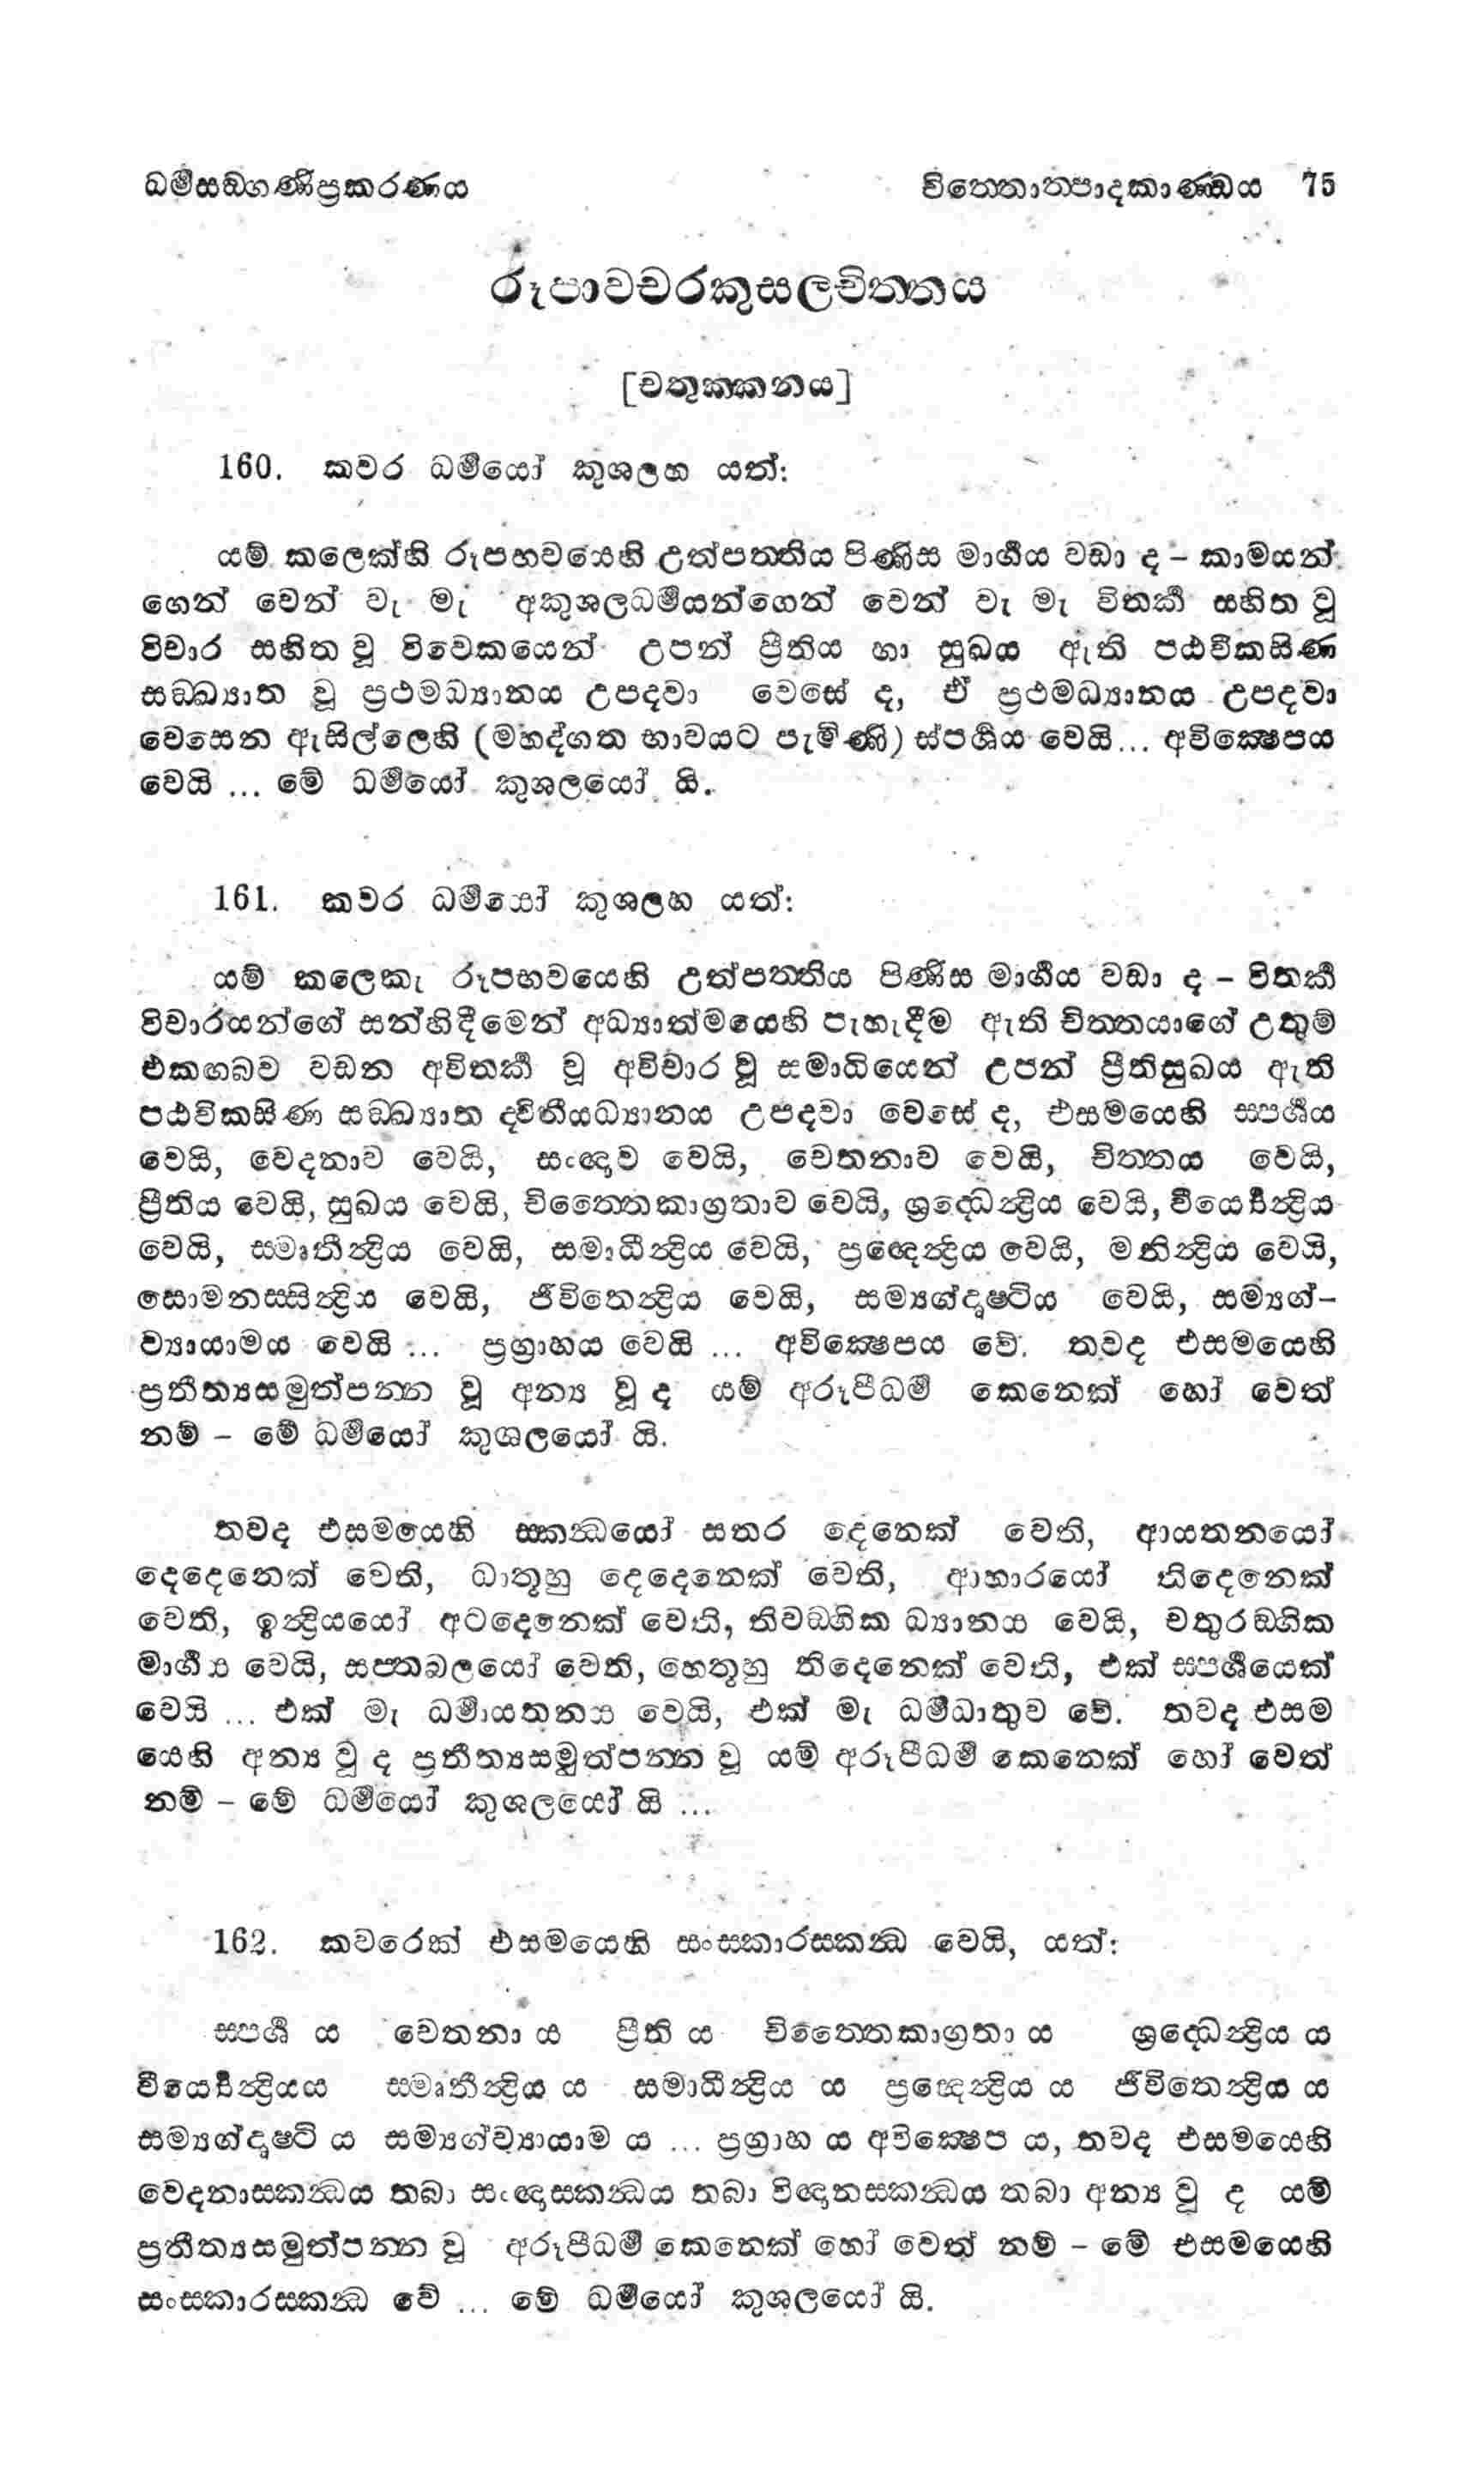 ධර්මසඞ්ගණිප්‍රකරණය චිත්තොත්පාදකාණ්ඩය 75
රූපාවචරකුසලචිත්තය
[චතුක්කනය]
160. කවර ධර්මයෝ කුශලහ යත්:
යම් කලෙක්හි රූපභවයෙහි උත්පත්තිය පිණිස මාර්ගය වඩා ද – කාමයන්
ගෙන් වෙන් වැ මැ අකුශලධර්මයන්ගෙන් වෙන් වැ මැ විතර්ක සහිත වූ
විචාර සහිත වූ විවෙකයෙන් උපන් ප්‍රීතිය හා සුඛය ඇති පඨවිකසිණ
සඞ්ඛ්‍යාත වූ ප්‍රථමධ්‍යානය උපදවා වෙසේ ද, ඒ ප්‍රථමධ්‍යානය උපදවා
වෙසෙන ඇසිල්ලෙහි (මහද්ගත භාවයට පැමිණි) ස්පර්ශය වෙයි... අවික්‍ෂෙපය
වෙයි ... මේ ධර්මයෝ කුශලයෝ යි.
161. කවර ධර්මයෝ කුශලහ යත්:
යම් කලෙකැ රූපභවයෙහි උත්පත්තිය පිණිස මාර්ගය වඩා ද – විතර්ක
විචාරයන්ගේ සන්හිදීමෙන් අධ්‍යාත්මයෙහි පැහැදීම ඇති චිත්තයාගේ උතුම්
එකඟබව වඩන අවිතර්ක වූ අවිචාර වූ සමාධියෙන් උපන් ප්‍රීතිසුඛය ඇති
පඨවිකසිණ සඞ්ඛ්‍යාත ද්විතීයධ්‍යානය උපදවා වෙසේ ද, එසමයෙහි ස්පර්ශය
වෙයි, වෙදනාව වෙයි, සංඥාව වෙයි, චෙතනාව වෙයි, චිත්තය වෙයි,
ප්‍රීතිය වෙයි, සුඛය වෙයි, චිත්තෛකාග්‍රතාව වෙයි, ශ්‍රද්ධෙන්ද්‍රිය වෙයි, වීර්යෙන්ද්‍රිය
වෙයි, ස්මෘතීන්ද්‍රිය වෙයි, සමාධීන්ද්‍රිය වෙයි, ප්‍රඥෙන්ද්‍රිය වෙයි, මනින්ද්‍රිය වෙයි,
සොමනස්සින්ද්‍රිය වෙයි, ජීවිතෙන්ද්‍රිය වෙයි, සම්‍යග්දෘෂ්ටිය වෙයි, සම්‍යග්–
ව්‍යායාමය වෙයි ... ප්‍රග්‍රාහය වෙයි ... අවික්‍ෂෙපය වේ. තවද එසමයෙහි
ප්‍රතීත්‍යසමුත්පන්න වූ අන්‍ය වූ ද යම් අරූපීධර්ම කෙනෙක් හෝ වෙත්
නම් – මේ ධර්මයෝ කුශලයෝ යි.
තවද එසමයෙහි ස්කන්ධයෝ සතර දෙනෙක් වෙති, ආයතනයෝ
දෙදෙනෙක් වෙති, ධාතූහු දෙදෙනෙක් වෙති, ආහාරයෝ තිදෙනෙක්
වෙති, ඉන්ද්‍රියයෝ අටදෙනෙක් වෙති, තිවඞ්ගික ධ්‍යානය වෙයි, චතුරඞ්ගික
මාර්ගය වෙයි, සප්තබලයෝ වෙති, හෙතූහු තිදෙනෙක් වෙති, එක් ස්පර්ශයෙක්
වෙයි ... එක් මැ ධර්මායතනය වෙයි, එක් මැ ධර්මධාතුව වේ. තවද එසම
යෙහි අන්‍ය වූ ද ප්‍රතීත්‍යසමුත්පන්න වූ යම් අරූපීධර්ම කෙනෙක් හෝ වෙත්
නම් – මේ ධර්මයෝ කුශලයෝ යි ...
162. කවරෙක් එසමයෙහි සංස්කාරස්කන්ධ වෙයි, යත්:
ස්පර්ශ ය චෙතනා ය ප්‍රීති ය චිත්තෛකාග්‍රතා ය ශ්‍රද්ධෙන්ද්‍රිය ය
වීර්යෙන්ද්‍රියය ස්මෘතීන්ද්‍රිය ය සමාධීන්ද්‍රිය ය ප්‍රඥෙන්ද්‍රිය ය ජීවිතෙන්ද්‍රිය ය
සම්‍යග්දෘෂ්ටි ය සම්‍යග්ව්‍යායාම ය ... ප්‍රග්‍රාහ ය අවික්‍ෂෙප ය, තවද එසමයෙහි
වෙදනාස්කන්ධය තබා සංඥාස්කන්ධය තබා විඥානස්කන්ධය තබා අන්‍ය වූ ද යම්
ප්‍රතීත්‍යසමුත්පන්න වූ අරූපීධර්ම කෙනෙක් හෝ වෙත් නම් – මේ එසමයෙහි
සංස්කාරස්කන්ධ වේ ... මේ ධර්මයෝ කුශලයෝ යි.